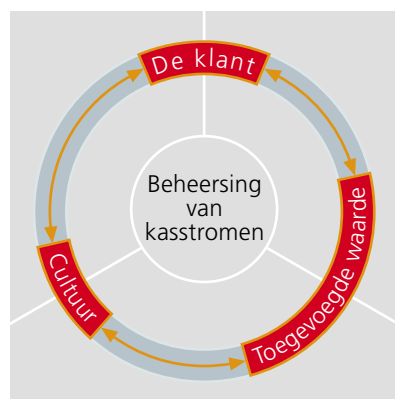 De klant
Beheersing
van
kasstromen
Toegevoegde waarde
Cultuur